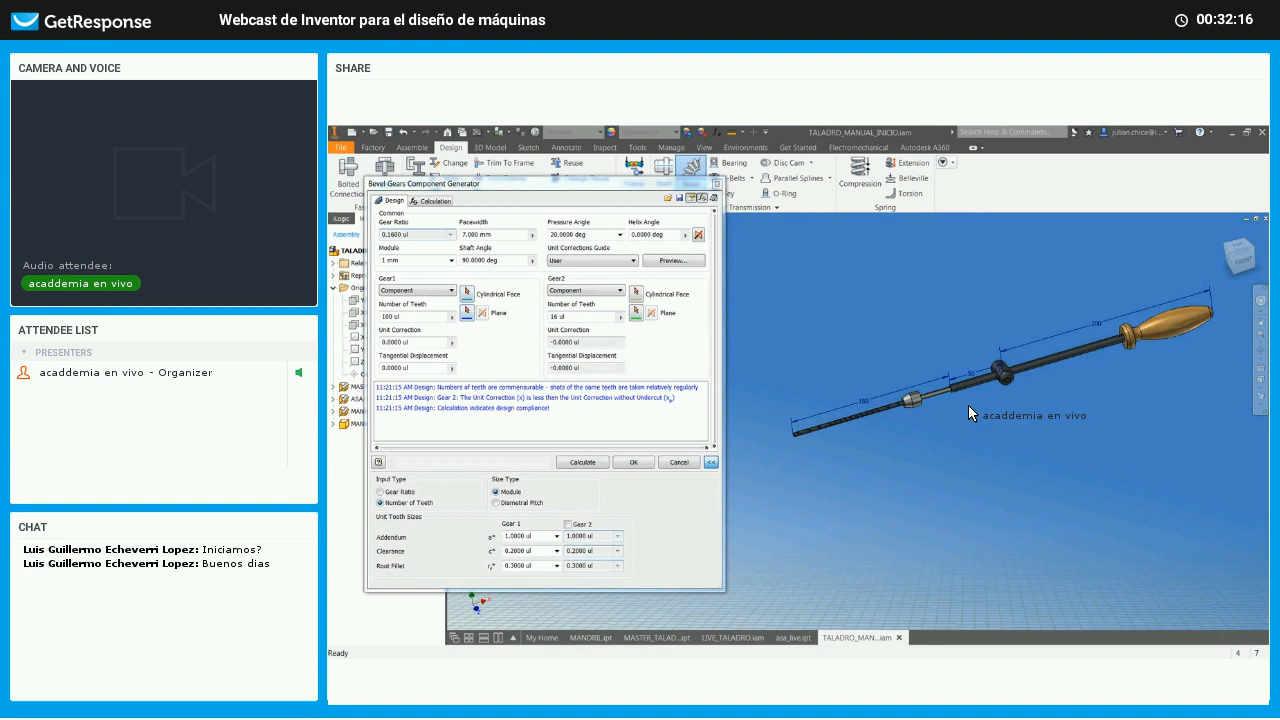 GetResponse
Webcast de Inventor para el diseño de máquinas
00:32:16
CAMERA AND VOICE
Audio attendee:
acaddemia en vivo
ATTENDEE LIST
PRESENTERS
acaddemia en vivo - Organizer
CHAT
Luis Guillermo Echeverri Lopez: Iniciamos?
Luis Guillermo Echeverri Lopez: Buenos dias
SHARE
TALADRO_MANUAL_INICIO.iam
Search Help & Commands...
julian.chica@i...
File Factory Assemble Design 3D Model Sketch Annotate Inspect Tools Manage View Environments Get Started Electromechanical Autodesk A360
Bolted
Change
Trim To Frame
Reuse
Bearing
Disc Cam
Parallel Splines
O-Ring
Compression
Extension
Belleville
Torsion
Spring
iLogic
Assembly
Bevel Gears Component Generator
Design Calculation
Common
Gear Ratio Facewidth Pressure Angle Helix Angle
0.1600 ul 7.000 mm 20.0000 deg 0.0000 deg
Module Shaft Angle Unit Corrections Guide
1 mm 90.0000 deg User Preview...
Gear1 Gear2
Component Cylindrical Face Component Cylindrical Face
Number of Teeth Plane Number of Teeth Plane
100 ul 16 ul
Unit Correction Unit Correction
0.0000 ul -0.0000 ul
Tangential Displacement Tangential Displacement
0.0000 ul -0.0000 ul
11:21:15 AM Design: Numbers of teeth are commensurable - shots of the same teeth are taken relatively regularly
11:21:15 AM Design: Gear 2: The Unit Correction (x) is less than the Unit Correction without Undercut (xp)
11:21:15 AM Design: Calculation indicates design compliance!
Calculate OK Cancel <<
Input Type Size Type
Gear Ratio Module
Number of Teeth Diametral Pitch
Unit Tooth Sizes
Gear 1 Gear 2
Addendum a* 1.0000 ul 1.0000 ul
Clearance c* 0.2000 ul 0.2000 ul
Root Fillet rf* 0.3000 ul 0.3000 ul
200
50
150
acaddemia en vivo
My Home MANDRIL.ipt MASTER_TALAD...ipt LIVE_TALADRO.iam asa_live.ipt TALADRO_MAN...iam
Ready
4 7